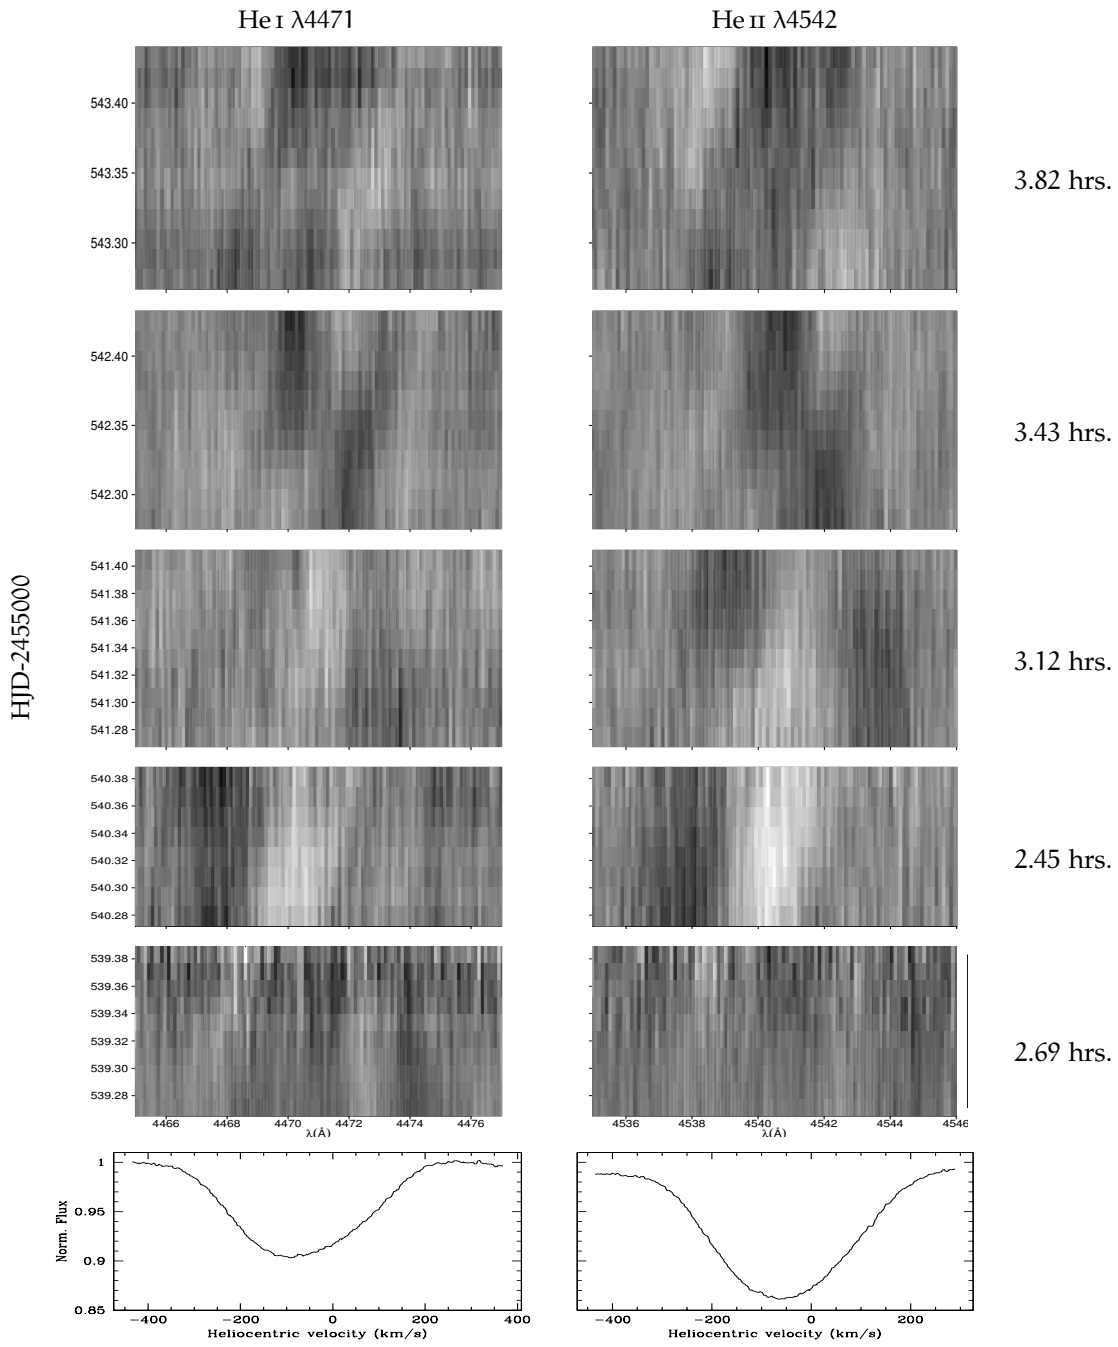 He I λ4471 He II λ4542
543.40
543.35
543.30
3.82 hrs.
542.40
542.35
542.30
3.43 hrs.
HJD-2455000
541.40
541.38
541.36
541.34
541.32
541.30
541.28
3.12 hrs.
540.38
540.36
540.34
540.32
540.30
540.28
2.45 hrs.
539.38
539.36
539.34
539.32
539.30
539.28
2.69 hrs.
4466 4468 4470 4472 4474 4476 4536 4538 4540 4542 4544 4546
λ(Å) λ(Å)
Norm. Flux
1
0.95
0.9
0.85
−400 −200 0 200 400 −200 0 200
Heliocentric velocity (km/s) Heliocentric velocity (km/s)